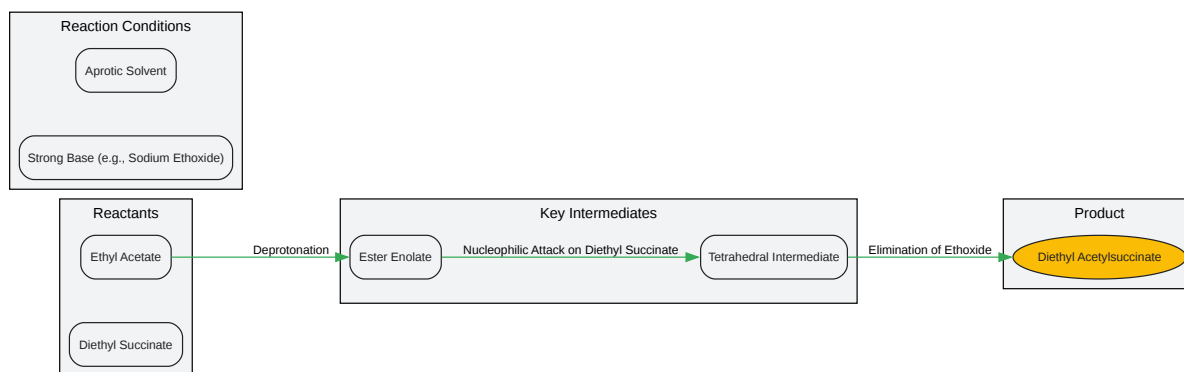 Reaction Conditions
Aprotic Solvent
Strong Base (e.g., Sodium Ethoxide)
Reactants
Ethyl Acetate
Diethyl Succinate
Deprotonation
Key Intermediates
Ester Enolate
Nucleophilic Attack on Diethyl Succinate
Tetrahedral Intermediate
Elimination of Ethoxide
Product
Diethyl Acetylsuccinate